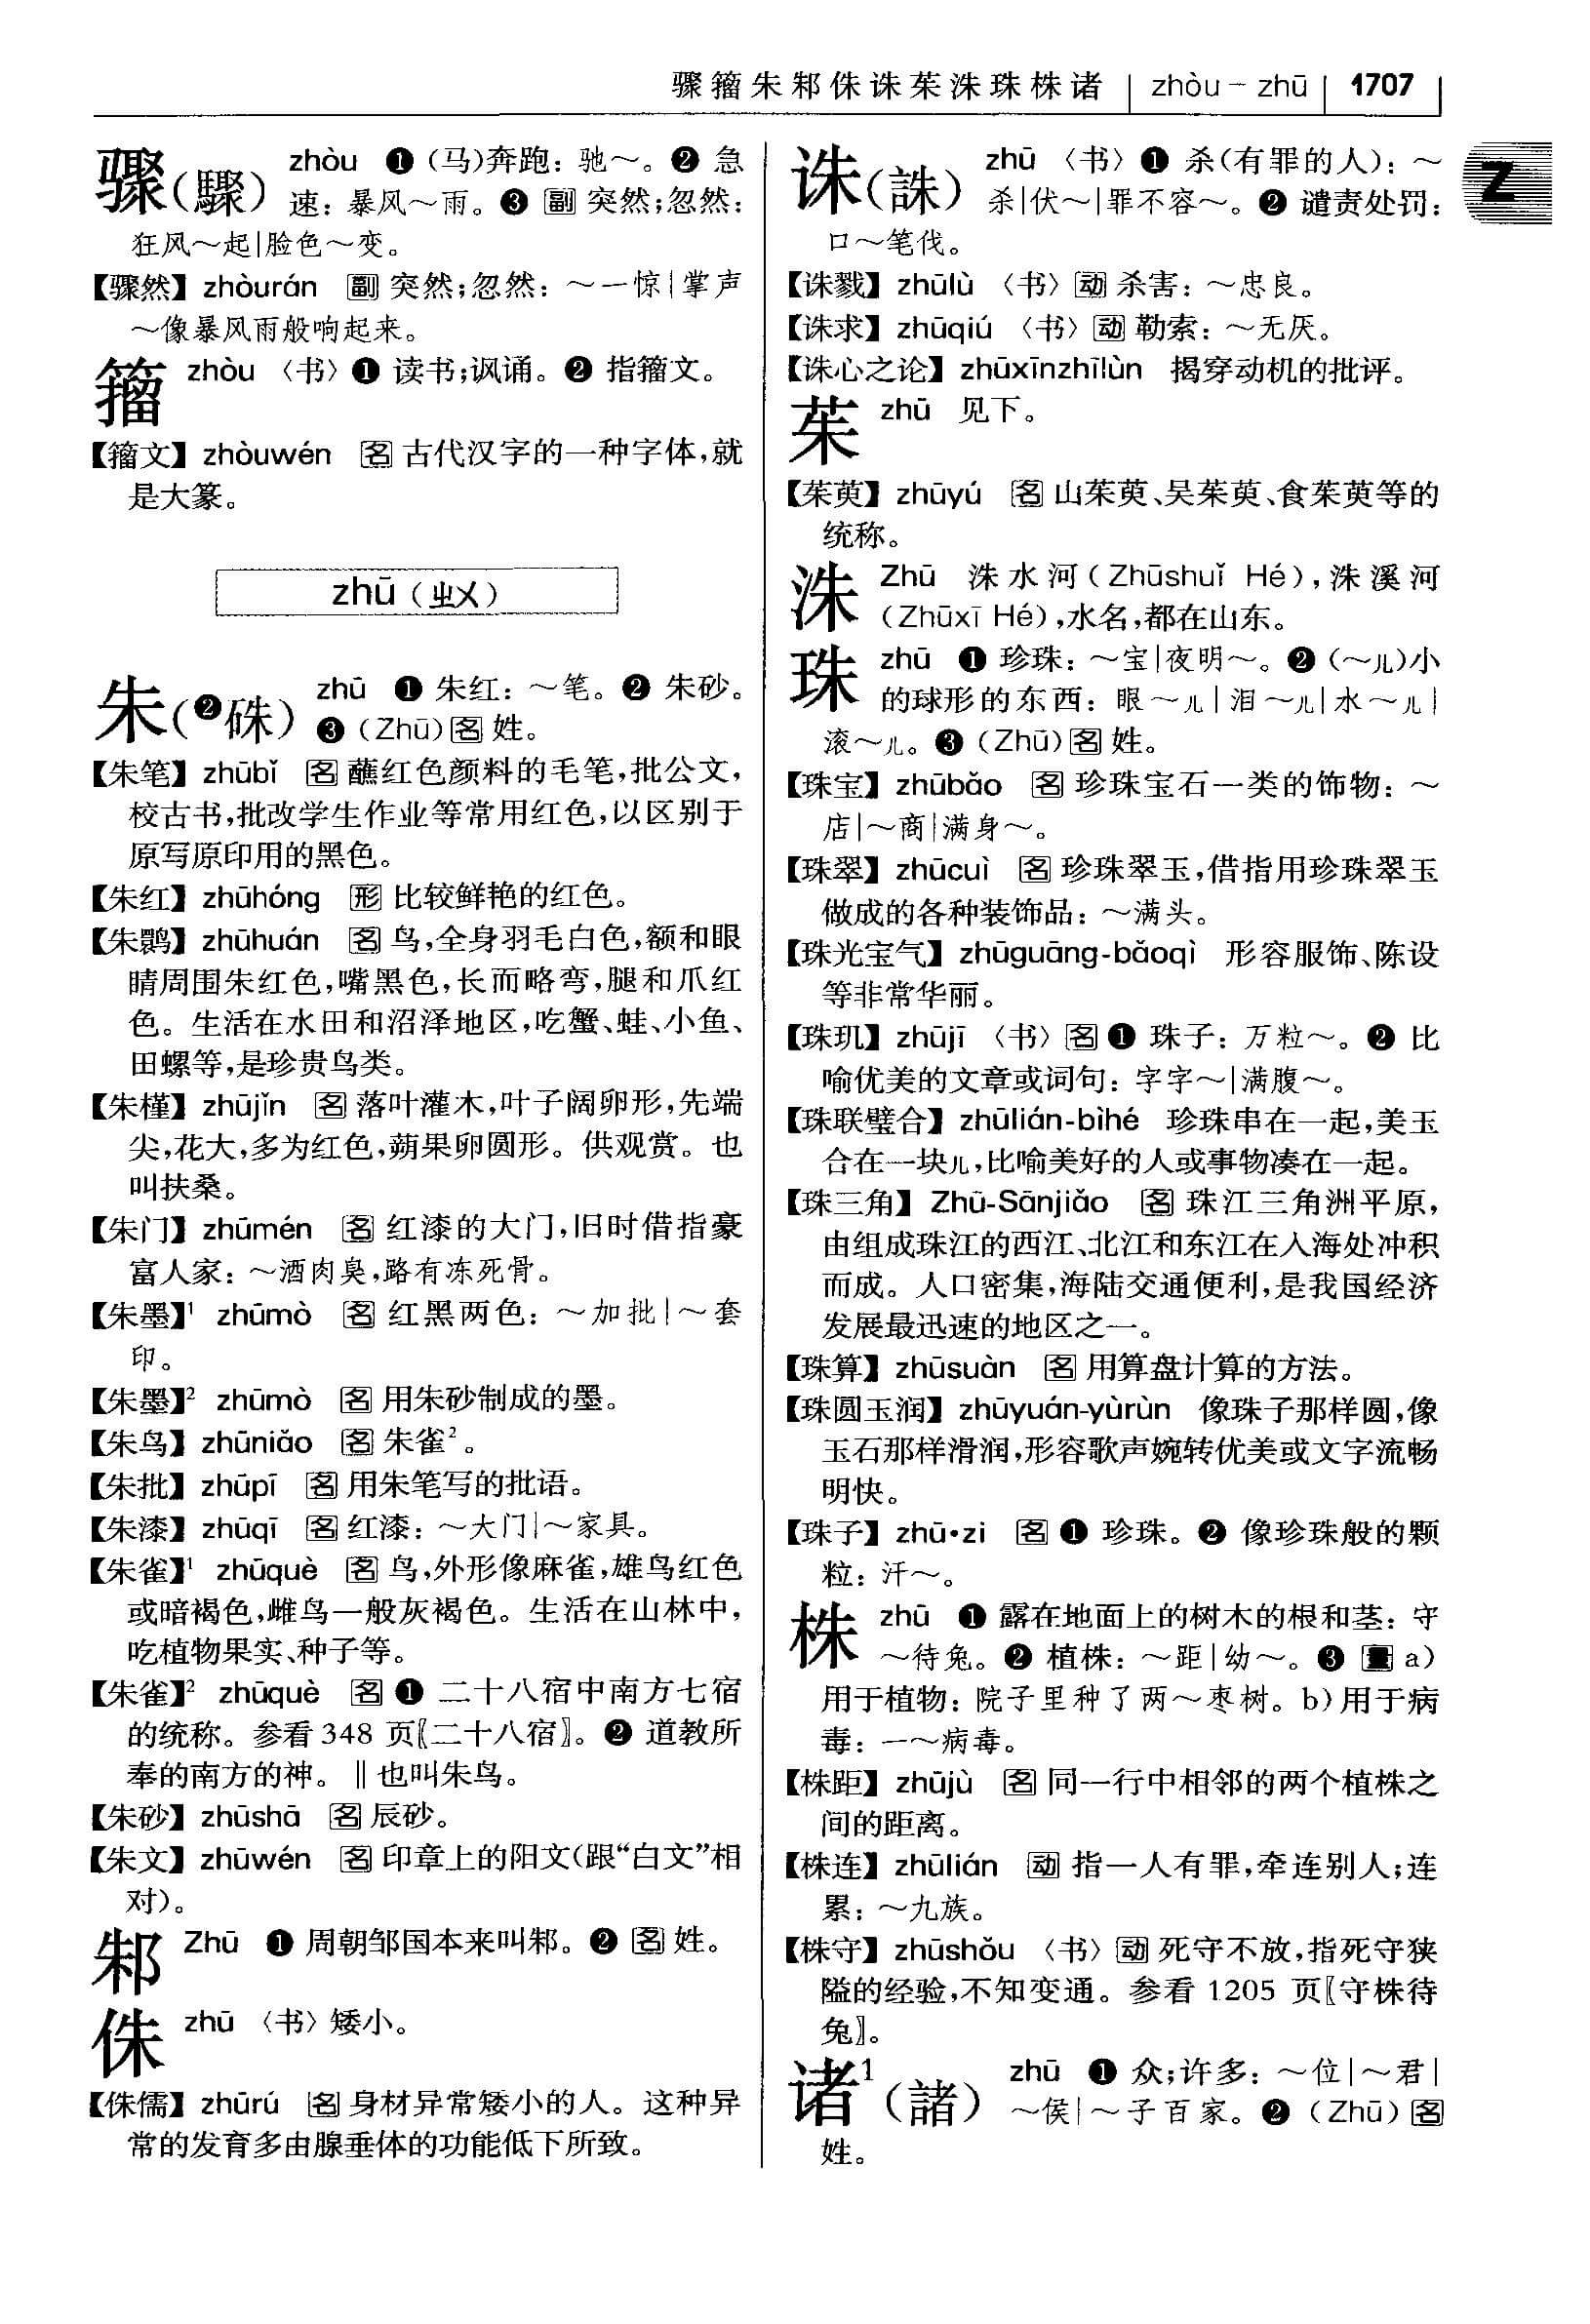 骤籀朱邾侏诛茱洙珠株诸 zhòu-zhū 1707
骤(驟) zhòu ❶ (马)奔跑：驰～。❷ 急
速：暴风～雨。❸ 副 突然；忽然：
狂风～起|脸色～变。
【骤然】zhòurán 副 突然；忽然：～一惊|掌声
～像暴风雨般响起来。
籀 zhòu 〈书〉❶ 读书；讽诵。❷ 指籀文。
【籀文】zhòuwén 名 古代汉字的一种字体，就
是大篆。
zhū (ㄓㄨ)
朱(❷硃) zhū ❶ 朱红：～笔。❷ 朱砂。
❸ (Zhū) 名 姓。
【朱笔】zhūbǐ 名 蘸红色颜料的毛笔，批公文，
校古书，批改学生作业等常用红色，以区别于
原写原印用的黑色。
【朱红】zhūhóng 形 比较鲜艳的红色。
【朱鹮】zhūhuán 名 鸟，全身羽毛白色，额和眼
睛周围朱红色，嘴黑色，长而略弯，腿和爪红
色。生活在水田和沼泽地区，吃蟹、蛙、小鱼、
田螺等，是珍贵鸟类。
【朱槿】zhūjǐn 名 落叶灌木，叶子阔卵形，先端
尖，花大，多为红色，蒴果卵圆形。供观赏。也
叫扶桑。
【朱门】zhūmén 名 红漆的大门，旧时借指豪
富人家：～酒肉臭，路有冻死骨。
【朱墨】¹ zhūmò 名 红黑两色：～加批|～套
印。
【朱墨】² zhūmò 名 用朱砂制成的墨。
【朱鸟】zhūniǎo 名 朱雀²。
【朱批】zhūpī 名 用朱笔写的批语。
【朱漆】zhūqī 名 红漆：～大门|～家具。
【朱雀】¹ zhūquè 名 鸟，外形像麻雀，雄鸟红色
或暗褐色，雌鸟一般灰褐色。生活在山林中，
吃植物果实、种子等。
【朱雀】² zhūquè 名 ❶ 二十八宿中南方七宿
的统称。参看348 页〖二十八宿〗。❷ 道教所
奉的南方的神。‖也叫朱鸟。
【朱砂】zhūshā 名 辰砂。
【朱文】zhūwén 名 印章上的阳文(跟“白文”相
对)。
邾 Zhū ❶ 周朝邹国本来叫邾。❷ 名 姓。
侏 zhū 〈书〉矮小。
【侏儒】zhūrú 名 身材异常矮小的人。这种异
常的发育多由腺垂体的功能低下所致。
诛(誅) zhū 〈书〉❶ 杀(有罪的人)：～
杀|伏～|罪不容～。❷ 谴责处罚：
口～笔伐。
【诛戮】zhūlù 〈书〉动 杀害：～忠良。
【诛求】zhūqiú 〈书〉动 勒索：～无厌。
【诛心之论】zhūxīnzhīlùn 揭穿动机的批评。
茱 zhū 见下。
【茱萸】zhūyú 名 山茱萸、吴茱萸、食茱萸等的
统称。
洙 Zhū 洙水河(Zhūshuǐ Hé)，洙溪河
(Zhūxī Hé)，水名，都在山东。
珠 zhū ❶ 珍珠：～宝|夜明～。❷ (～儿)小
的球形的东西：眼～儿|泪～儿|水～儿|
滚～儿。❸ (Zhū) 名 姓。
【珠宝】zhūbǎo 名 珍珠宝石一类的饰物：～
店|～商|满身～。
【珠翠】zhūcuì 名 珍珠翠玉，借指用珍珠翠玉
做成的各种装饰品：～满头。
【珠光宝气】zhūguāng-bǎoqì 形容服饰、陈设
等非常华丽。
【珠玑】zhūjī 〈书〉名 ❶ 珠子：万粒～。❷ 比
喻优美的文章或词句：字字～|满腹～。
【珠联璧合】zhūlián-bìhé 珍珠串在一起，美玉
合在一块儿，比喻美好的人或事物凑在一起。
【珠三角】Zhū-Sānjiǎo 名 珠江三角洲平原，
由组成珠江的西江、北江和东江在入海处冲积
而成。人口密集，海陆交通便利，是我国经济
发展最迅速的地区之一。
【珠算】zhūsuàn 名 用算盘计算的方法。
【珠圆玉润】zhūyuán-yùrùn 像珠子那样圆，像
玉石那样滑润，形容歌声婉转优美或文字流畅
明快。
【珠子】zhū·zi 名 ❶ 珍珠。❷ 像珍珠般的颗
粒：汗～。
株 zhū ❶ 露在地面上的树木的根和茎：守
～待兔。❷ 植株：～距|幼～。❸ 量 a)
用于植物：院子里种了两～枣树。b)用于病
毒：一～病毒。
【株距】zhūjù 名 同一行中相邻的两个植株之
间的距离。
【株连】zhūlián 动 指一人有罪，牵连别人；连
累：～九族。
【株守】zhūshǒu 〈书〉动 死守不放，指死守狭
隘的经验，不知变通。参看 1205 页〖守株待
兔〗。
诸¹(諸) zhū ❶ 众；许多：～位|～君|
～侯|～子百家。❷ (Zhū) 名
姓。
Z